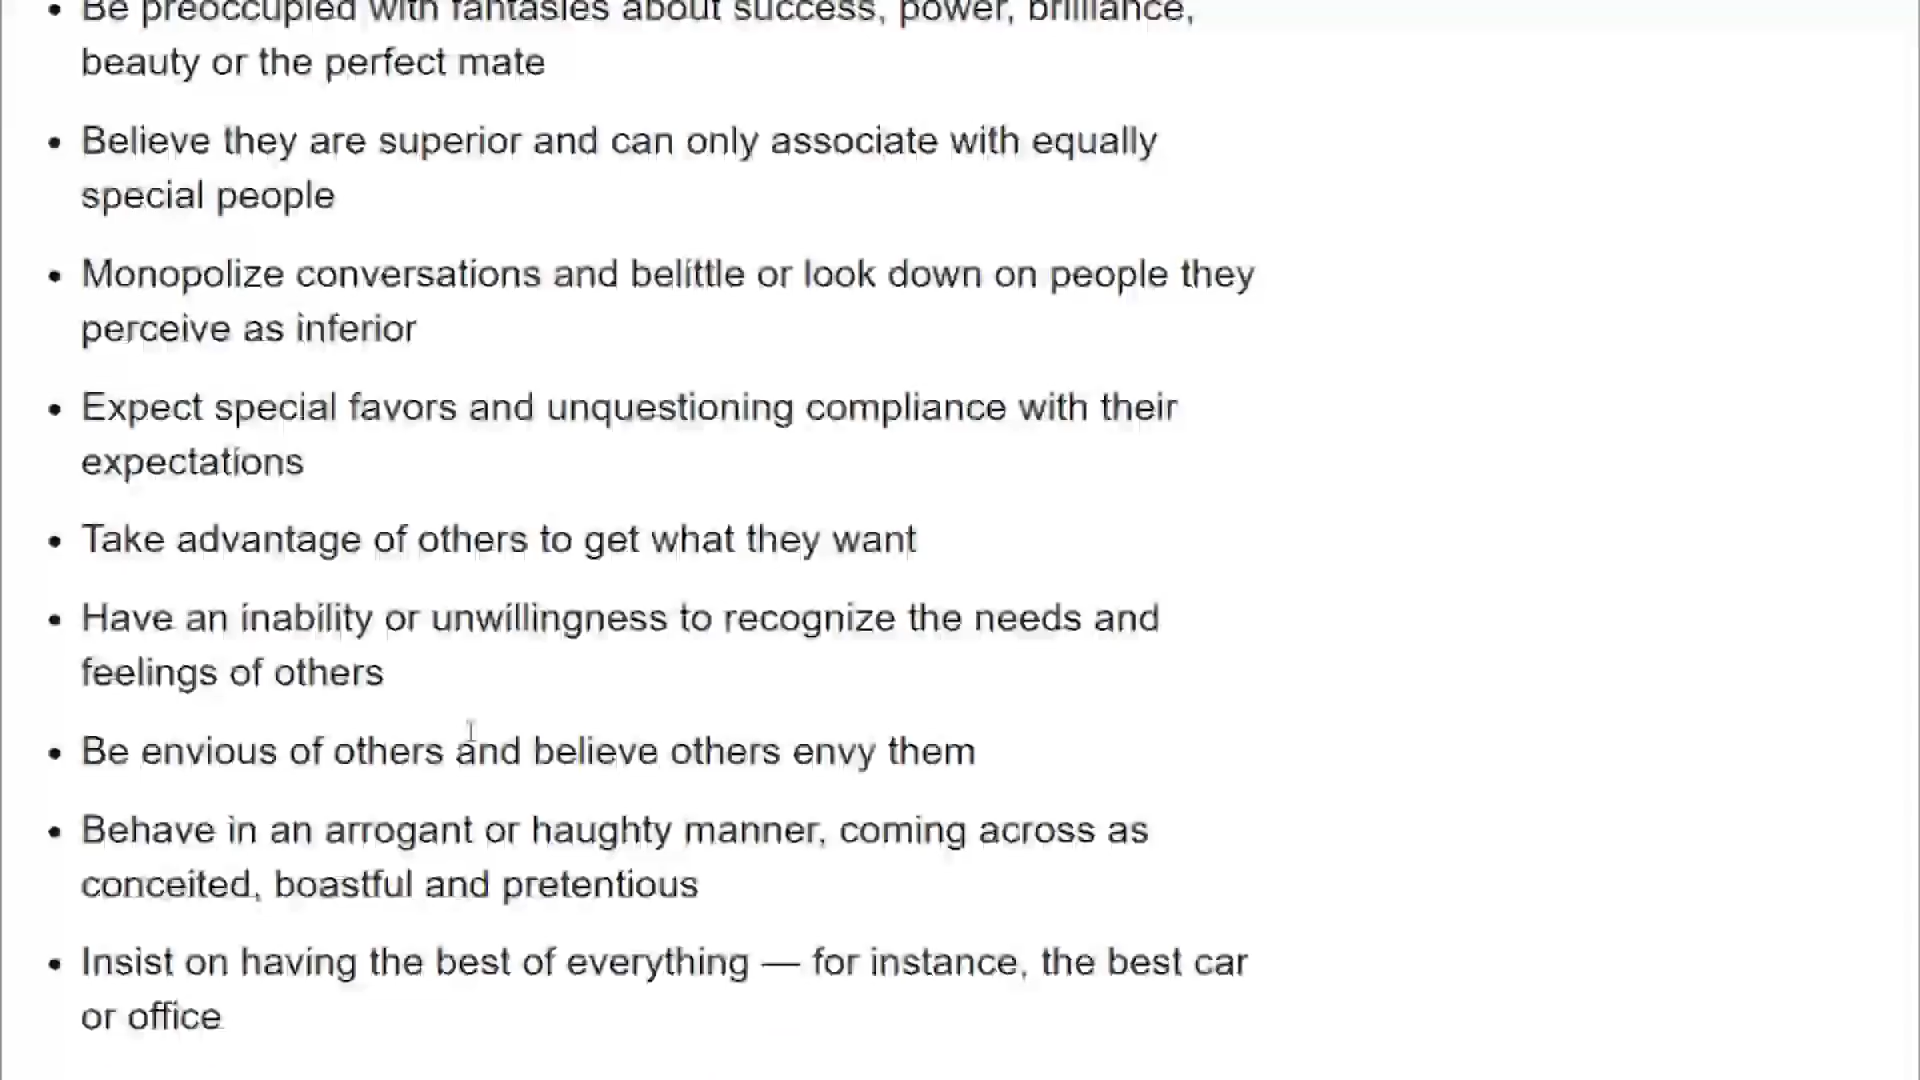 Be preoccupied with fantasies about success, power, brilliance,
beauty or the perfect mate
Believe they are superior and can only associate with equally
special people
Monopolize conversations and belittle or look down on people they
perceive as inferior
Expect special favors and unquestioning compliance with their
expectations
Take advantage of others to get what they want
Have an inability or unwillingness to recognize the needs and
feelings of others
Be envious of others and believe others envy them
Behave in an arrogant or haughty manner, coming across as
conceited, boastful and pretentious
Insist on having the best of everything — for instance, the best car
or office